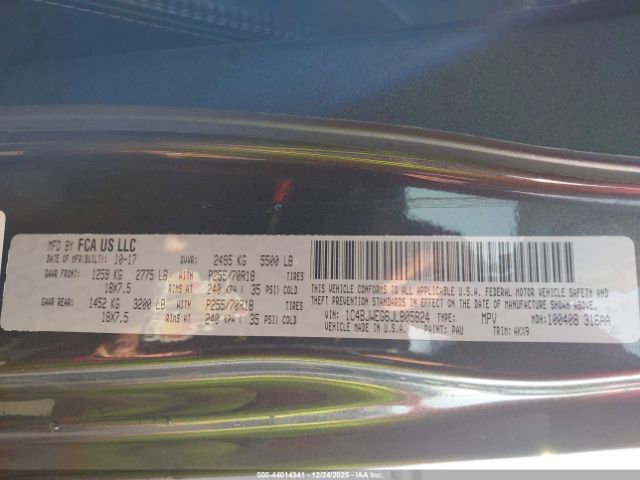 MFD BY FCA US LLC
DATE OF MFR(BUILT): 10-17 GVWR: 2495 KG 5500 LB
GAWR FRONT: 1259 KG 2775 LB WITH P255/70R18 TIRES
18X7.5 RIMS AT 240 KPA ( 35 PSI) COLD
GAWR REAR: 1452 KG 3200 LB WITH P255/70R18 TIRES
18X7.5 RIMS AT 240 KPA ( 35 PSI) COLD
THIS VEHICLE CONFORMS TO ALL APPLICABLE U.S.A. FEDERAL MOTOR VEHICLE SAFETY AND
THEFT PREVENTION STANDARDS IN EFFECT ON THE DATE OF MANUFACTURE SHOWN ABOVE.
VIN: 1C4BJWEG6JL805824 TYPE: MPV MDH: 100408 316AA
VEHICLE MADE IN U.S.A. PAINT: PAU TRIM: AKX9
000-44014341 - 12/24/2025 - IAAI US